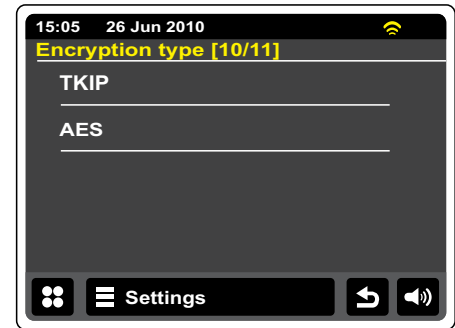 15:05 26 Jun 2010
Encryption type [10/11]
TKIP
AES
Settings